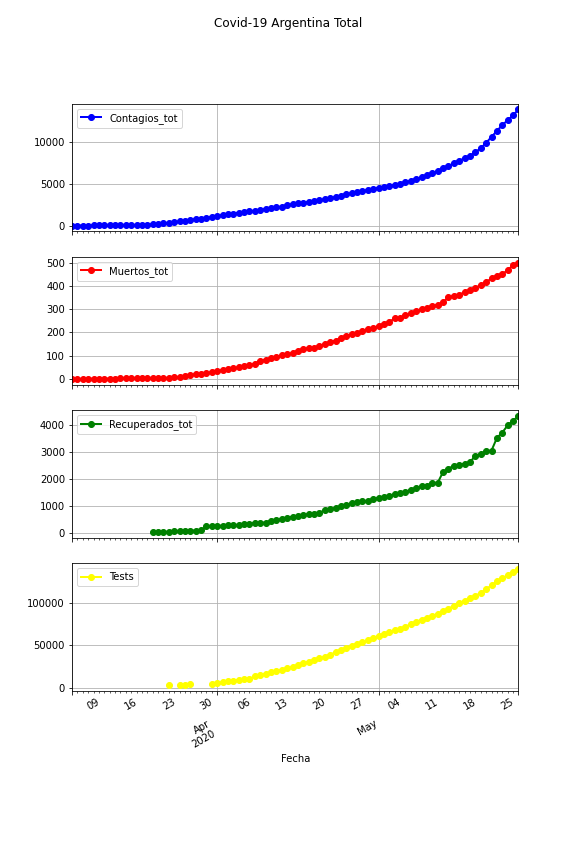 Covid-19 Argentina Total
Contagios_tot
10000
5000
0
Muertos_tot
500
400
300
200
100
0
Recuperados_tot
4000
3000
2000
1000
0
Tests
100000
50000
0
09 16 23 30 06 13 20 27 04 11 18 25
Apr May
2020
Fecha